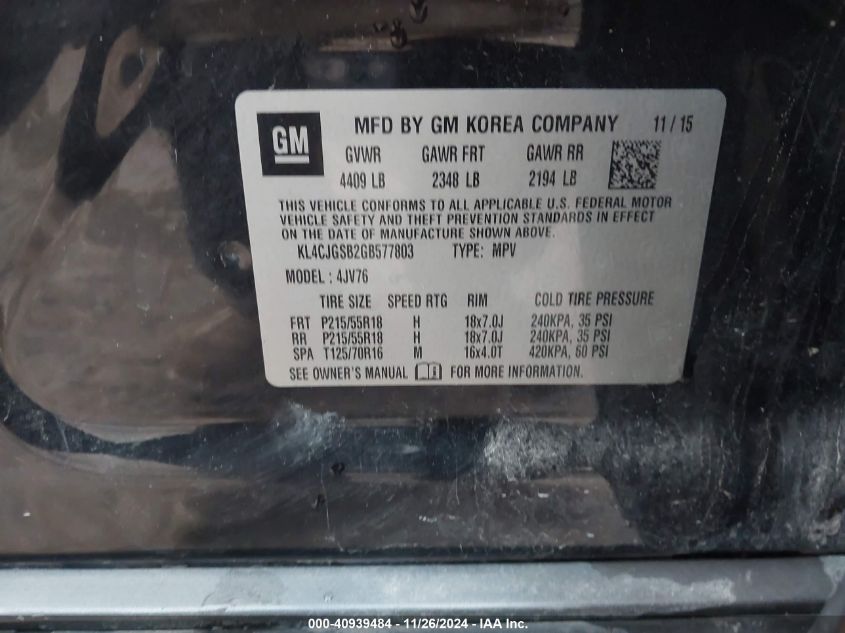 GM MFD BY GM KOREA COMPANY 11 / 15
GVWR GAWR FRT GAWR RR
4409 LB 2348 LB 2194 LB
THIS VEHICLE CONFORMS TO ALL APPLICABLE U.S. FEDERAL MOTOR
VEHICLE SAFETY AND THEFT PREVENTION STANDARDS IN EFFECT
ON THE DATE OF MANUFACTURE SHOWN ABOVE.
KL4CJGSB2GB577803 TYPE: MPV
MODEL: 4JV76
TIRE SIZE SPEED RTG RIM COLD TIRE PRESSURE
FRT P215/55R18 H 18x7.0J 240KPA, 35 PSI
RR P215/55R18 H 18x7.0J 240KPA, 35 PSI
SPA T125/70R16 M 16x4.0T 420KPA, 60 PSI
SEE OWNER'S MANUAL FOR MORE INFORMATION.
000-40939484 - 11/26/2024 - IAA Inc.